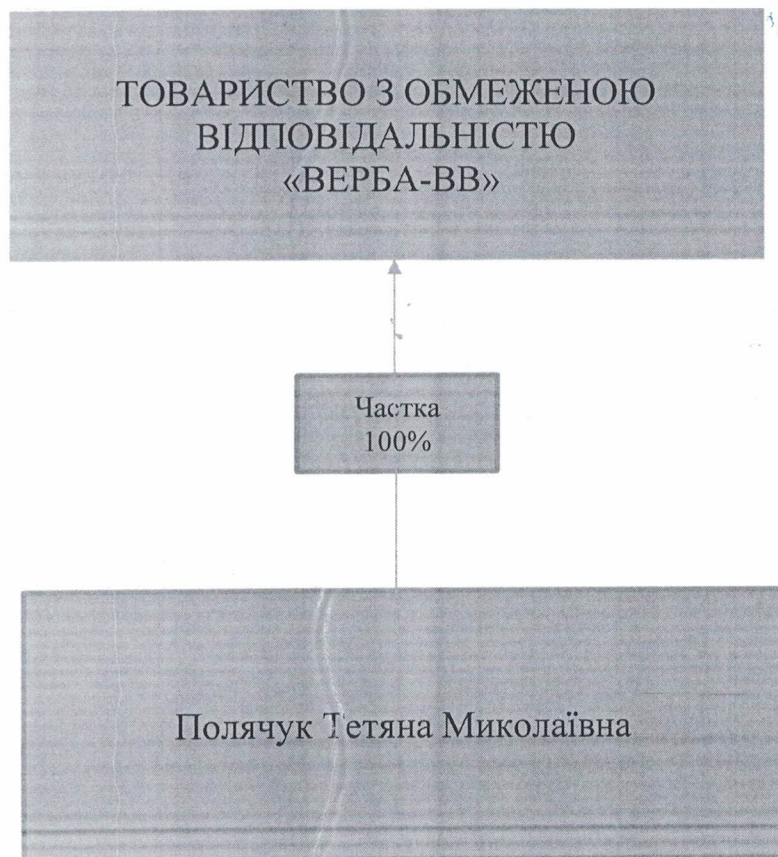 ТОВАРИСТВО З ОБМЕЖЕНОЮ
ВІДПОВІДАЛЬНІСТЮ
«ВЕРБА-ВВ»
Частка
100%
Полячук Тетяна Миколаївна